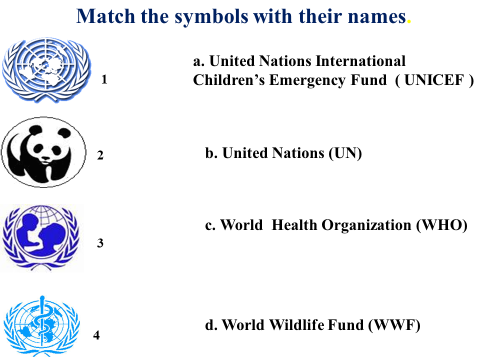 Match the symbols with their names.
1
a. United Nations International
Children’s Emergency Fund ( UNICEF )
2
b. United Nations (UN)
3
c. World Health Organization (WHO)
4
d. World Wildlife Fund (WWF)